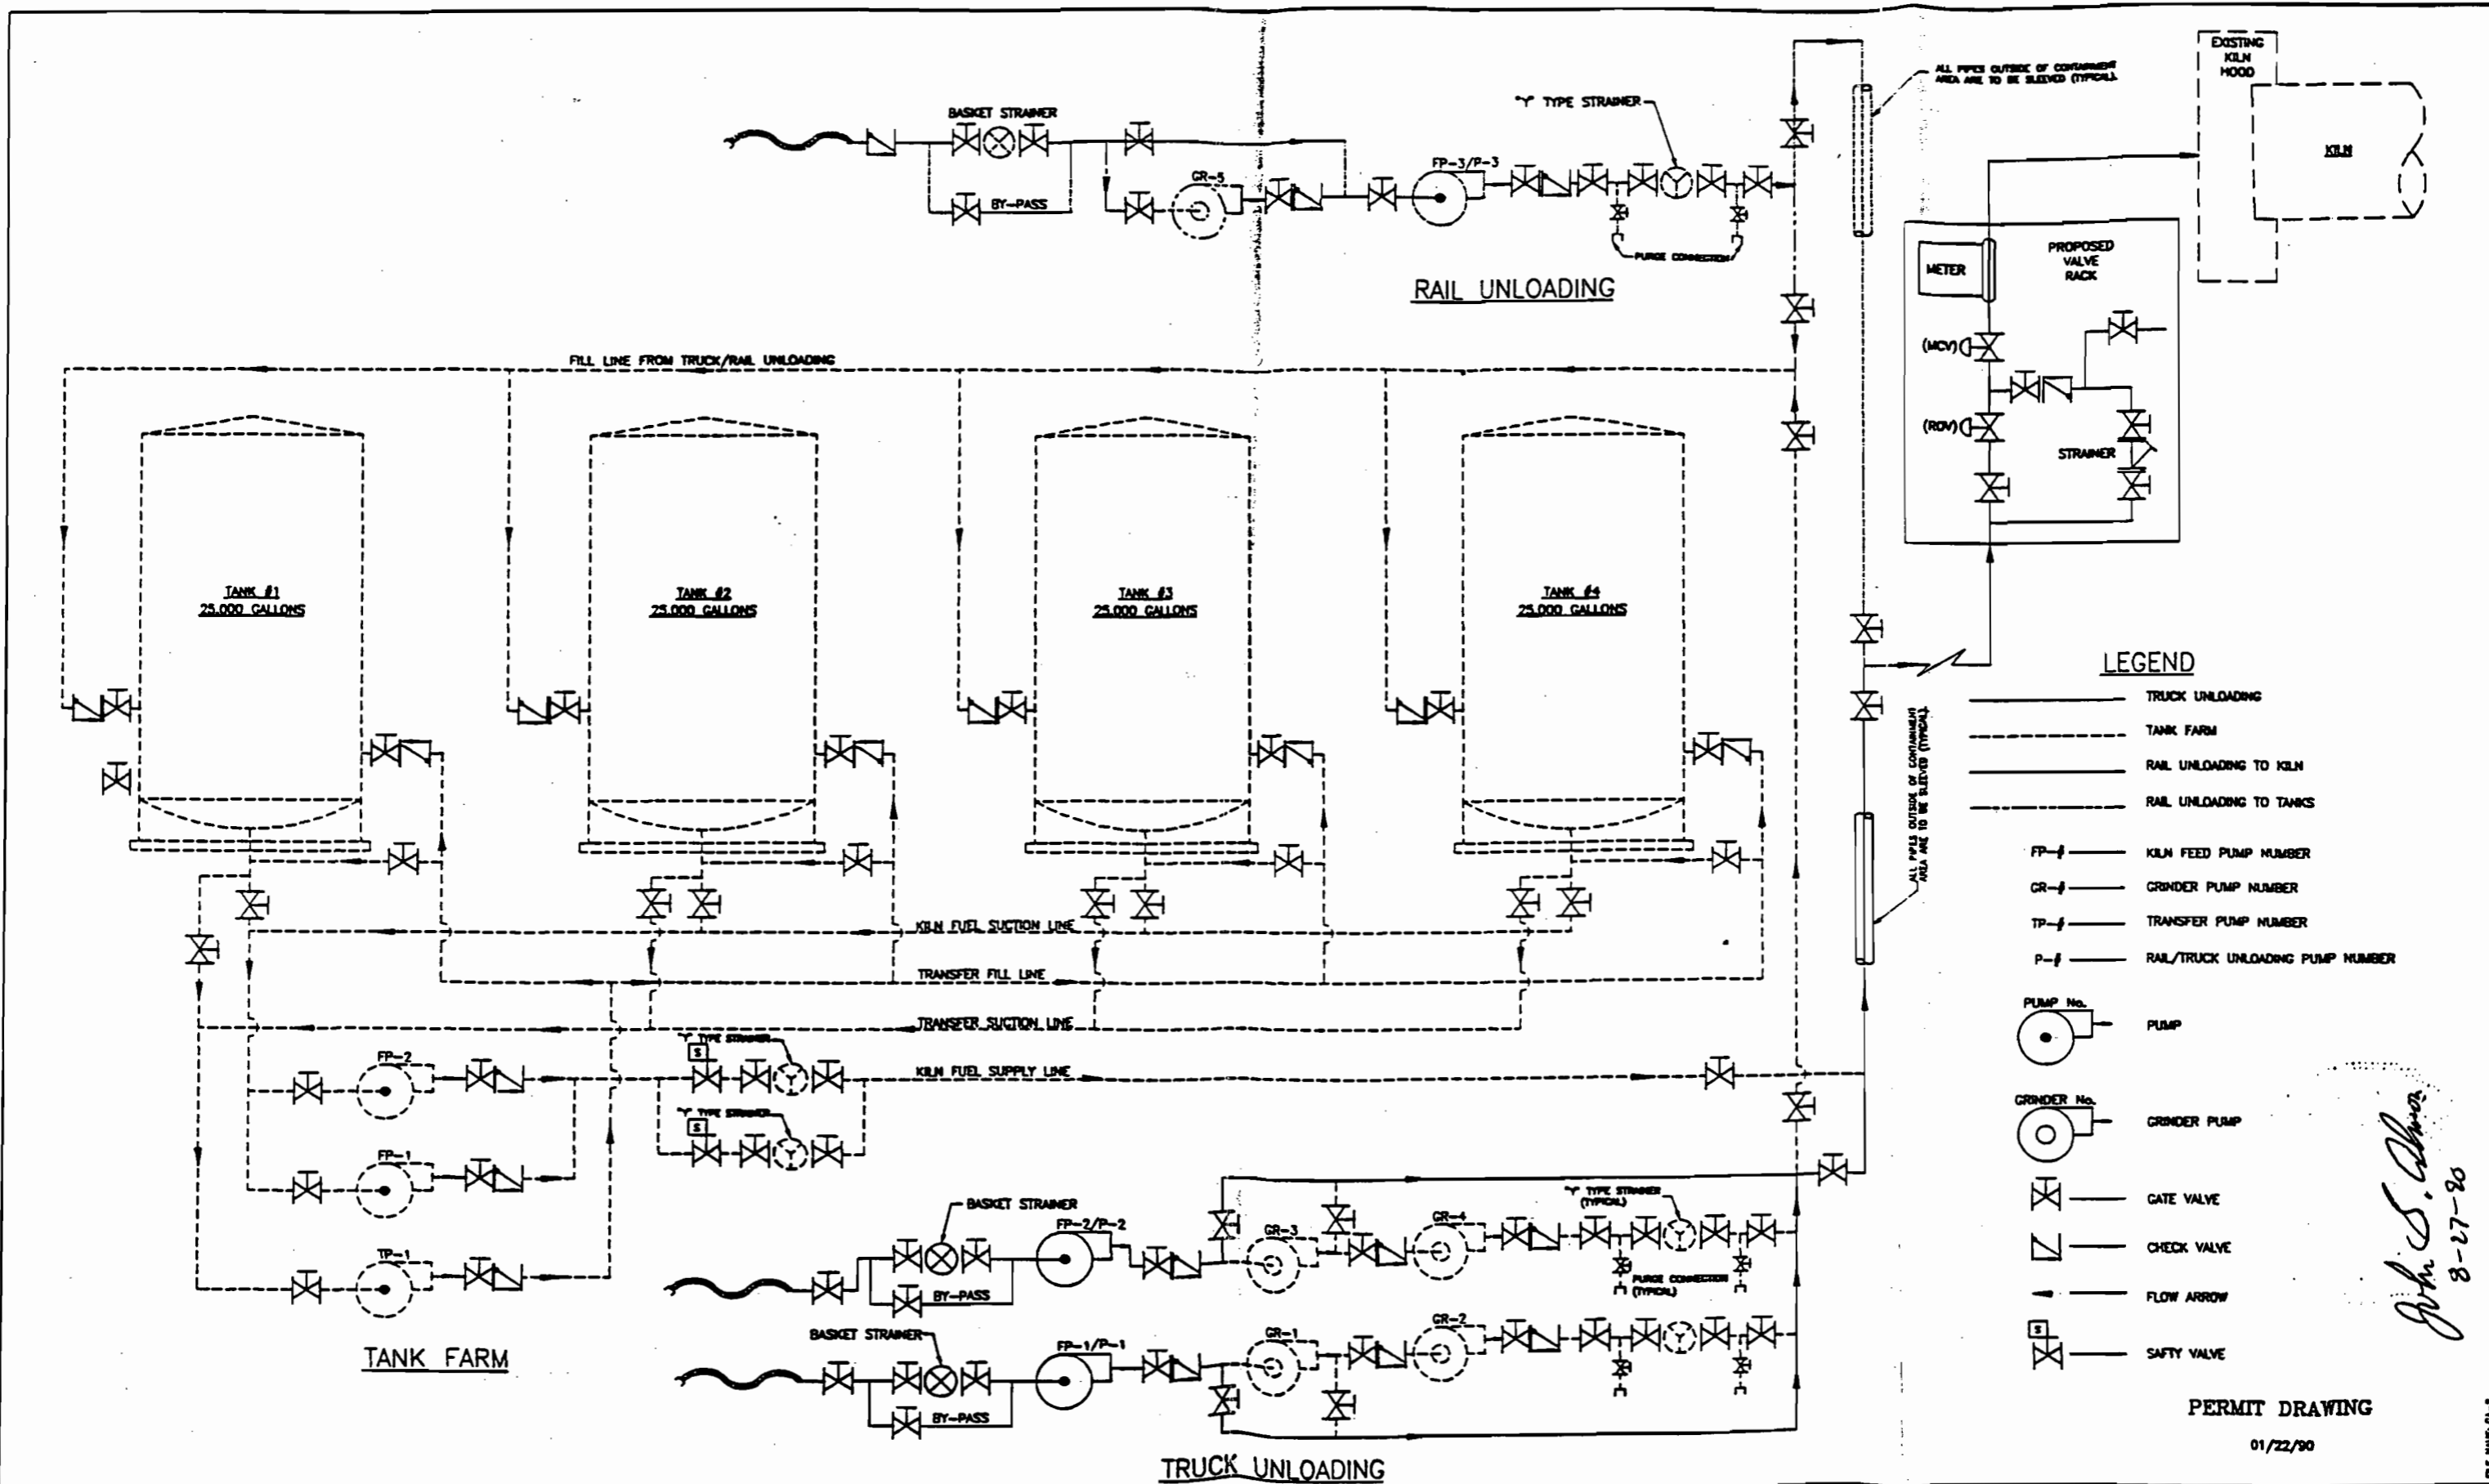 ALL PIPES OUTSIDE OF CONTAINMENT
AREA ARE TO BE SLEEVED (TYPICAL).
EXISTING
KILN
HOOD
KILN
BASKET STRAINER
"Y" TYPE STRAINER
FP-3/P-3
GR-5
BY-PASS
PURGE CONNECTION
RAIL UNLOADING
METER
PROPOSED
VALVE
RACK
(MCV)
(ROV)
STRAINER
FILL LINE FROM TRUCK/RAIL UNLOADING
TANK #1
25,000 GALLONS
TANK #2
25,000 GALLONS
TANK #3
25,000 GALLONS
TANK #4
25,000 GALLONS
ALL PIPES OUTSIDE OF CONTAINMENT
AREA ARE TO BE SLEEVED (TYPICAL).
KILN FUEL SUCTION LINE
TRANSFER FILL LINE
TRANSFER SUCTION LINE
KILN FUEL SUPPLY LINE
"Y" TYPE STRAINER
S
"Y" TYPE STRAINER
S
FP-2
FP-1
TP-1
TANK FARM
BASKET STRAINER
FP-2/P-2
BY-PASS
GR-3
GR-4
"Y" TYPE STRAINER
(TYPICAL)
PURGE CONNECTION
(TYPICAL)
BASKET STRAINER
FP-1/P-1
BY-PASS
GR-1
GR-2
TRUCK UNLOADING
LEGEND
TRUCK UNLOADING
TANK FARM
RAIL UNLOADING TO KILN
RAIL UNLOADING TO TANKS
FP-# KILN FEED PUMP NUMBER
GR-# GRINDER PUMP NUMBER
TP-# TRANSFER PUMP NUMBER
P-# RAIL/TRUCK UNLOADING PUMP NUMBER
PUMP No.
PUMP
GRINDER No.
GRINDER PUMP
GATE VALVE
CHECK VALVE
FLOW ARROW
S
SAFTY VALVE
John S.
8-27-90
PERMIT DRAWING
01/22/90